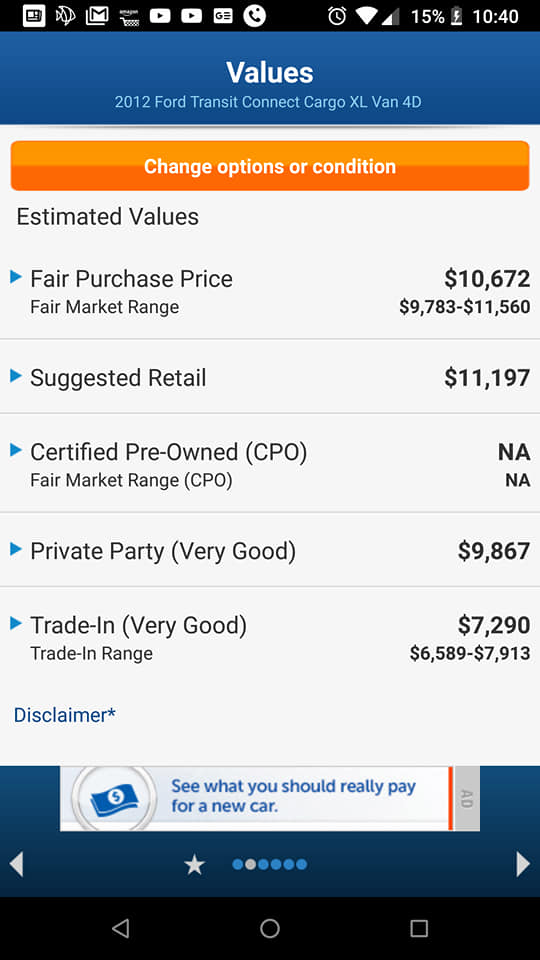 amazon
GE
15% 10:40
Values
2012 Ford Transit Connect Cargo XL Van 4D
Change options or condition
Estimated Values
Fair Purchase Price $10,672
Fair Market Range $9,783-$11,560
Suggested Retail $11,197
Certified Pre-Owned (CPO) NA
Fair Market Range (CPO) NA
Private Party (Very Good) $9,867
Trade-In (Very Good) $7,290
Trade-In Range $6,589-$7,913
Disclaimer*
See what you should really pay
for a new car.
AD